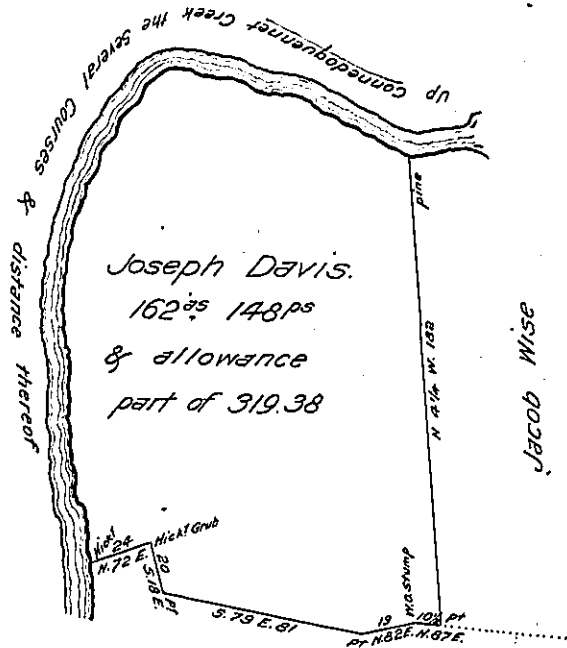 Up Connedoquennet Creek the Several Courses & distance thereof
Joseph Davis.
162as 148ps
& allowance
part of 319.38
pine
N 4¼ W. 182
Jacob Wise
Hick!
24
N. 72 E.
Hick! Grub
20
S. 18 E.
Pt
S. 79 E. 81
Pt
19
N. 82 E.
W.O. Stump
10½
Pt
N. 87 E.